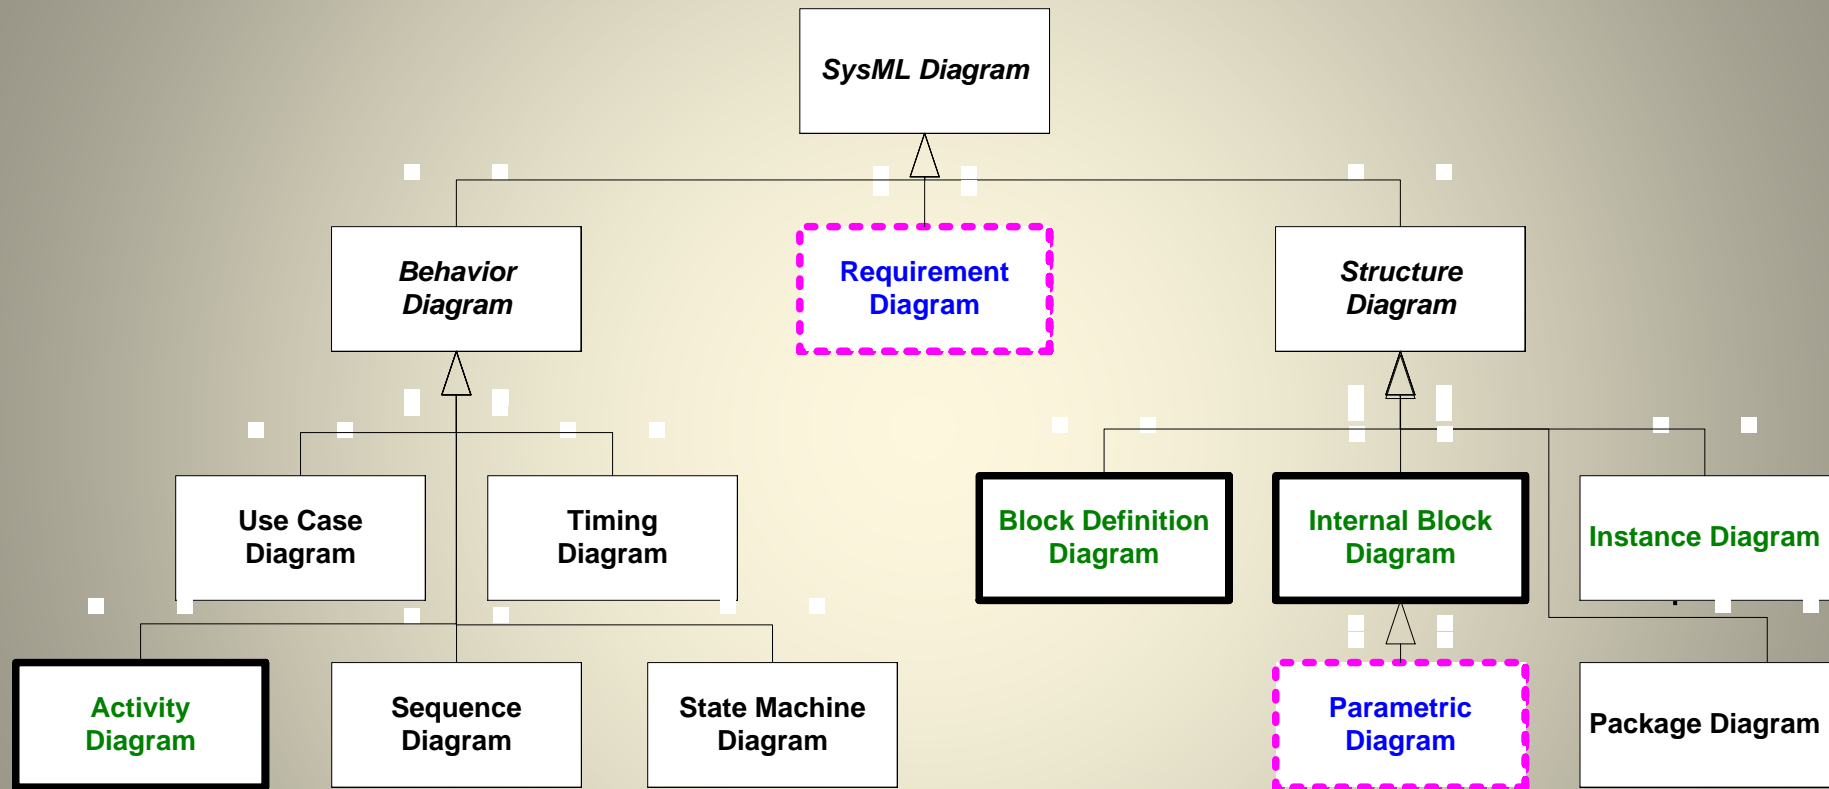 SysML Diagram
Behavior
Diagram
Requirement
Diagram
Structure
Diagram
Use Case
Diagram
Timing
Diagram
Block Definition
Diagram
Internal Block
Diagram
Instance Diagram
Activity
Diagram
Sequence
Diagram
State Machine
Diagram
Parametric
Diagram
Package Diagram